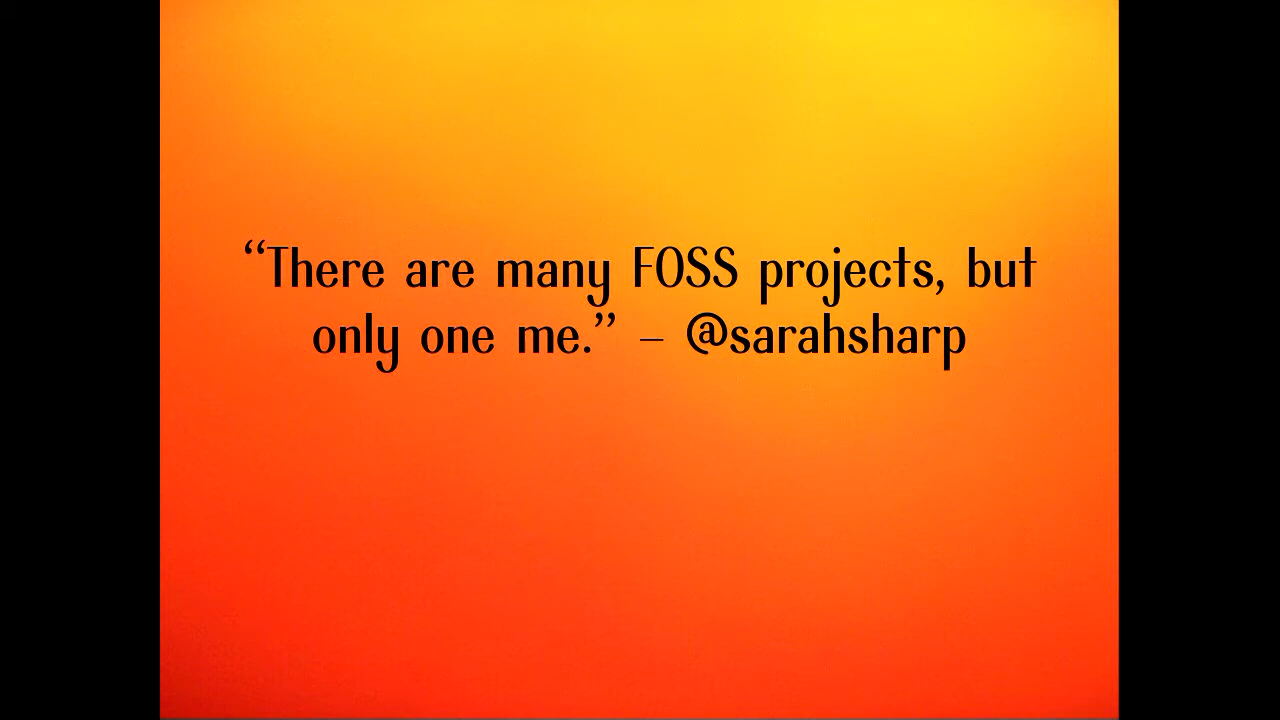 “There are many FOSS projects, but
only one me.” – @sarahsharp